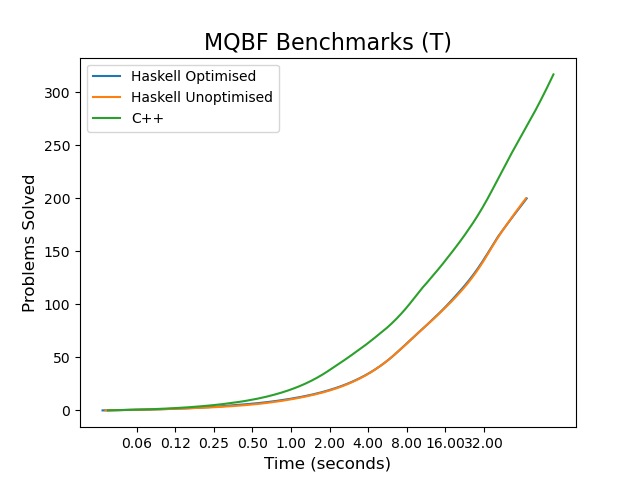 MQBF Benchmarks (T)
Haskell Optimised
Haskell Unoptimised
C++
Problems Solved
300
250
200
150
100
50
0
0.06 0.12 0.25 0.50 1.00 2.00 4.00 8.00 16.00 32.00
Time (seconds)